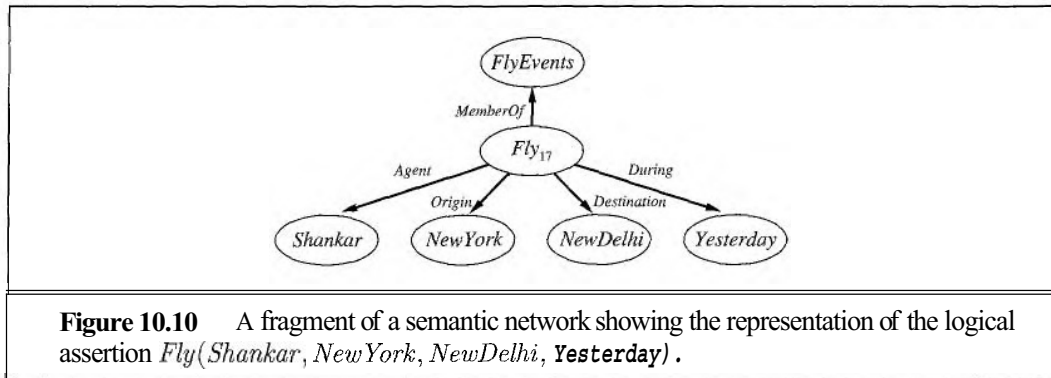 FlyEvents
MemberOf
Fly₁₇
Agent
During
Origin
Destination
Shankar
NewYork
NewDelhi
Yesterday
Figure 10.10 A fragment of a semantic network showing the representation of the logical
assertion Fly(Shankar, NewYork, NewDelhi, Yesterday).